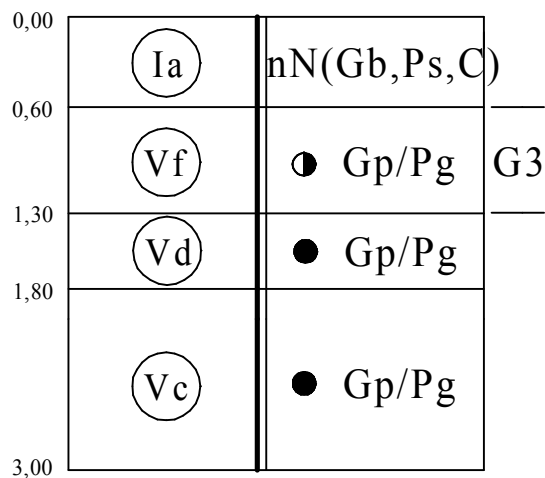 0,00
Ia nN(Gb,Ps,C)
0,60
Vf Gp/Pg G3
1,30
Vd Gp/Pg
1,80
Vc Gp/Pg
3,00